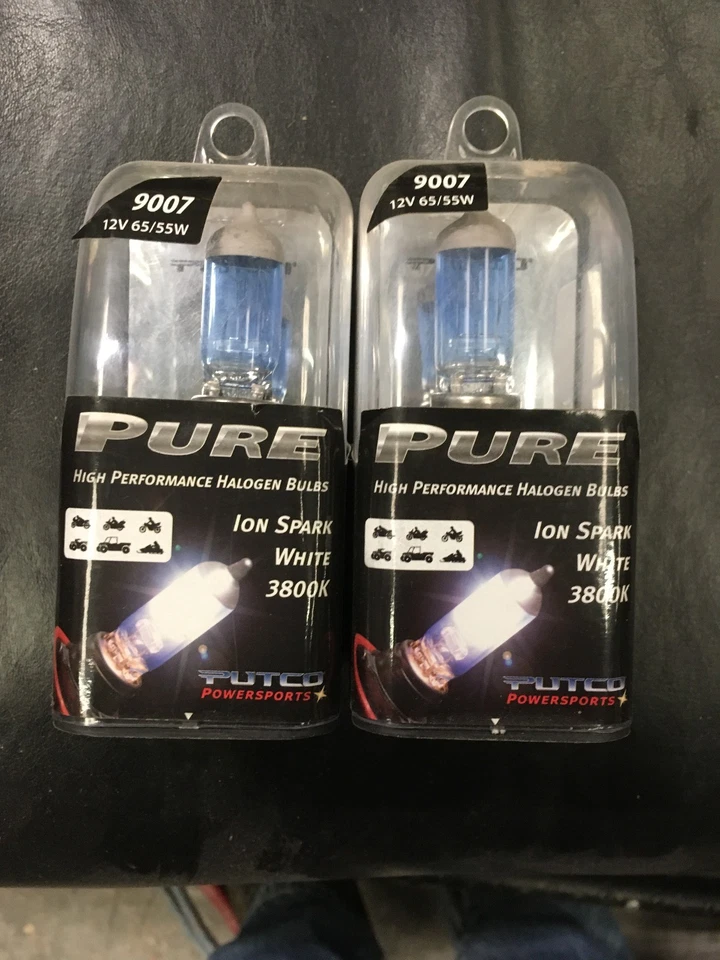 9007
12V 65/55W
PURE
HIGH PERFORMANCE HALOGEN BULBS
ION SPARK
WHITE
3800K
PUTCO
POWERSPORTS
9007
12V 65/55W
PURE
HIGH PERFORMANCE HALOGEN BULBS
ION SPARK
WHITE
3800K
PUTCO
POWERSPORTS